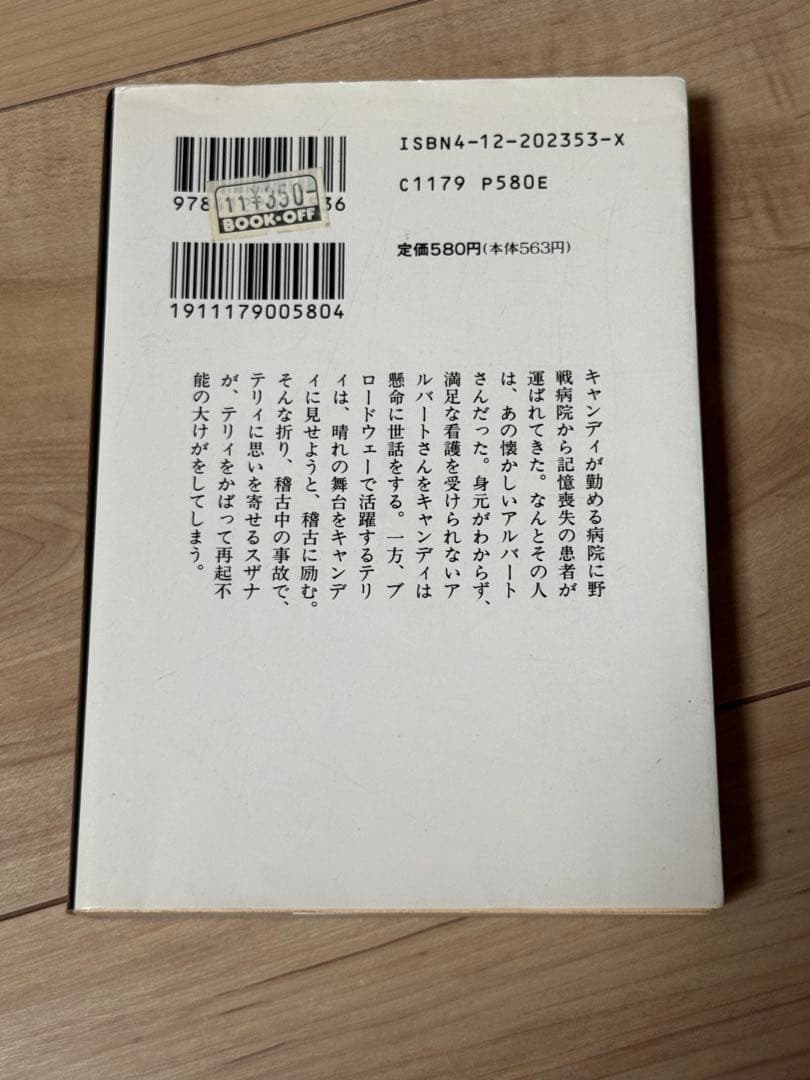 ISBN4-12-202353-X
C1179 P580E
定価580円(本体563円)
978
36
11¥350-
BOOK・OFF
1911179005804
キャンディが勤める病院に野
戦病院から記憶喪失の患者が
運ばれてきた。なんとその人
は、あの懐かしいアルバート
さんだった。身元がわからず、
満足な看護を受けられないア
ルバートさんをキャンディは
懸命に世話をする。一方、ブ
ロードウェーで活躍するテリ
ィは、晴れの舞台をキャンデ
ィに見せようと、稽古に励む。
そんな折り、稽古中の事故で、
テリィに思いを寄せるスザナ
が、テリィをかばって再起不
能の大けがをしてしまう。